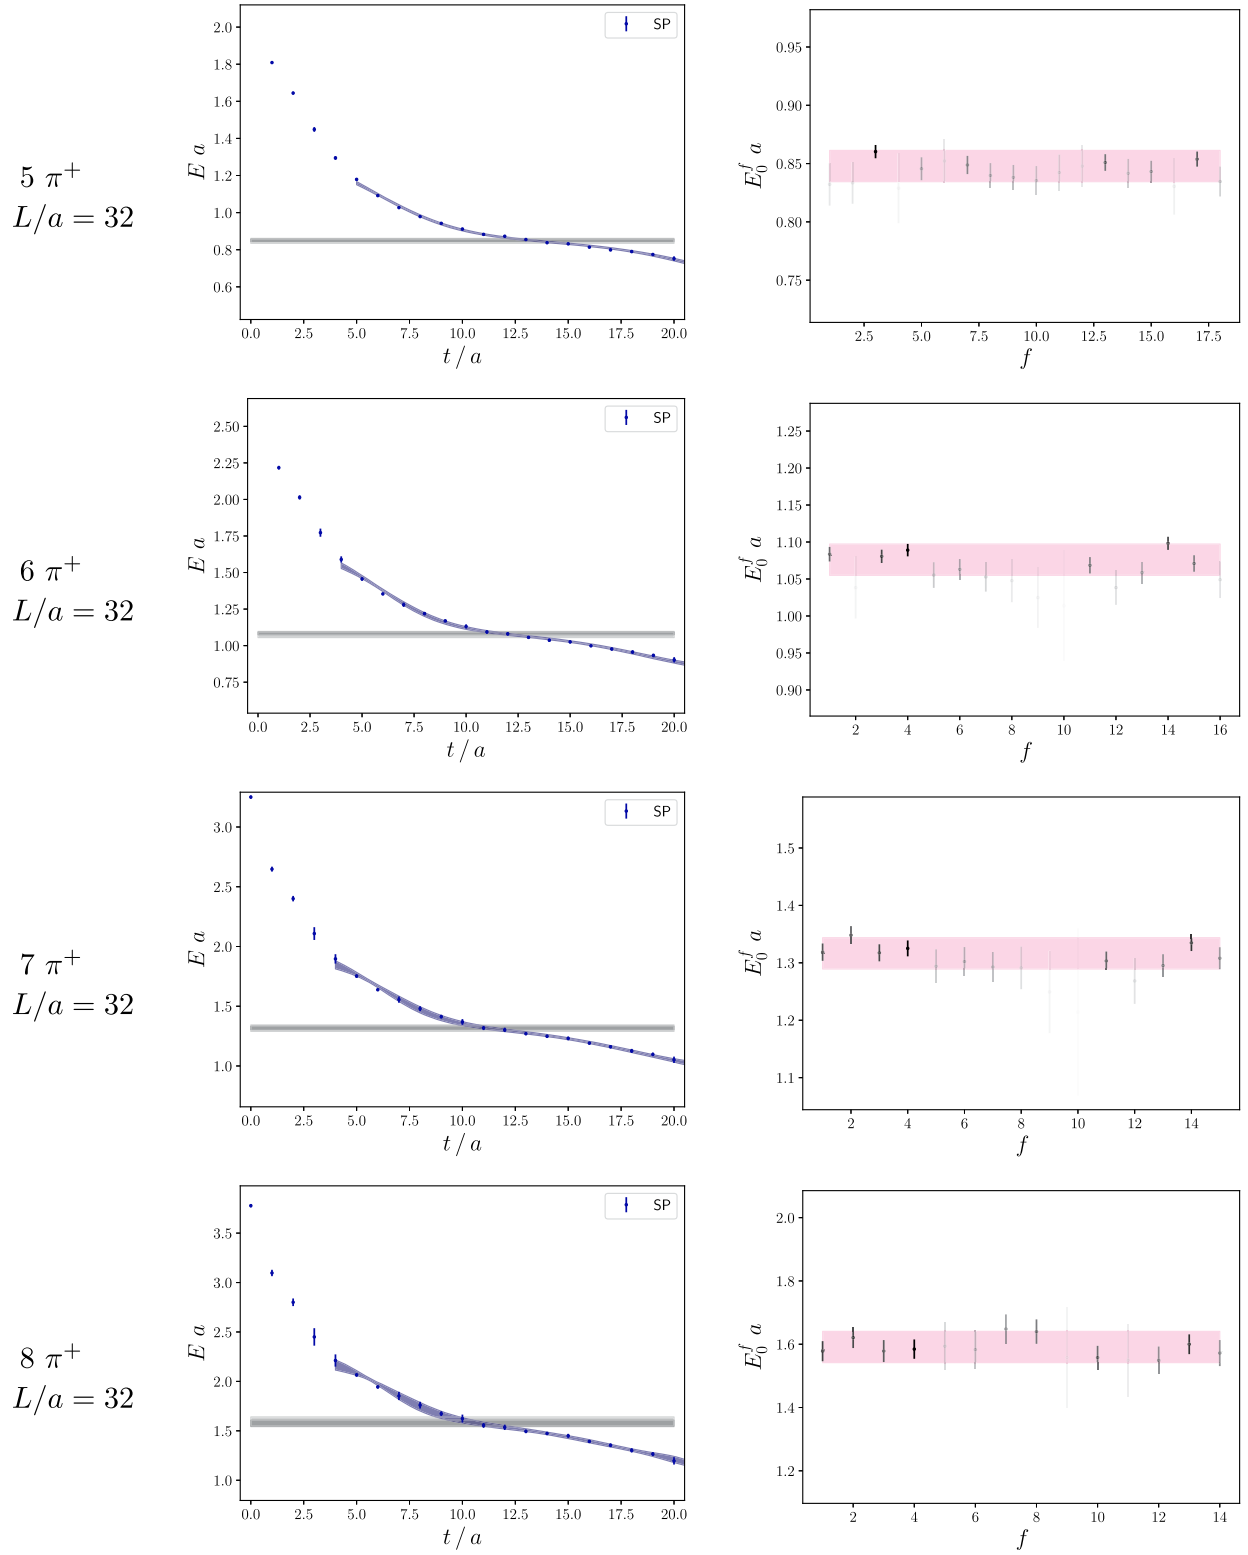 5 π⁺
L/a = 32
2.0
1.8
1.6
1.4
1.2
1.0
0.8
0.6
E a
SP
0.0 2.5 5.0 7.5 10.0 12.5 15.0 17.5 20.0
t / a
0.95
0.90
0.85
0.80
0.75
E₀ᶠ a
2.5 5.0 7.5 10.0 12.5 15.0 17.5
f
6 π⁺
L/a = 32
2.50
2.25
2.00
1.75
1.50
1.25
1.00
0.75
E a
SP
0.0 2.5 5.0 7.5 10.0 12.5 15.0 17.5 20.0
t / a
1.25
1.20
1.15
1.10
1.05
1.00
0.95
0.90
E₀ᶠ a
2 4 6 8 10 12 14 16
f
7 π⁺
L/a = 32
3.0
2.5
2.0
1.5
1.0
E a
SP
0.0 2.5 5.0 7.5 10.0 12.5 15.0 17.5 20.0
t / a
1.5
1.4
1.3
1.2
1.1
E₀ᶠ a
2 4 6 8 10 12 14
f
8 π⁺
L/a = 32
3.5
3.0
2.5
2.0
1.5
1.0
E a
SP
0.0 2.5 5.0 7.5 10.0 12.5 15.0 17.5 20.0
t / a
2.0
1.8
1.6
1.4
1.2
E₀ᶠ a
2 4 6 8 10 12 14
f